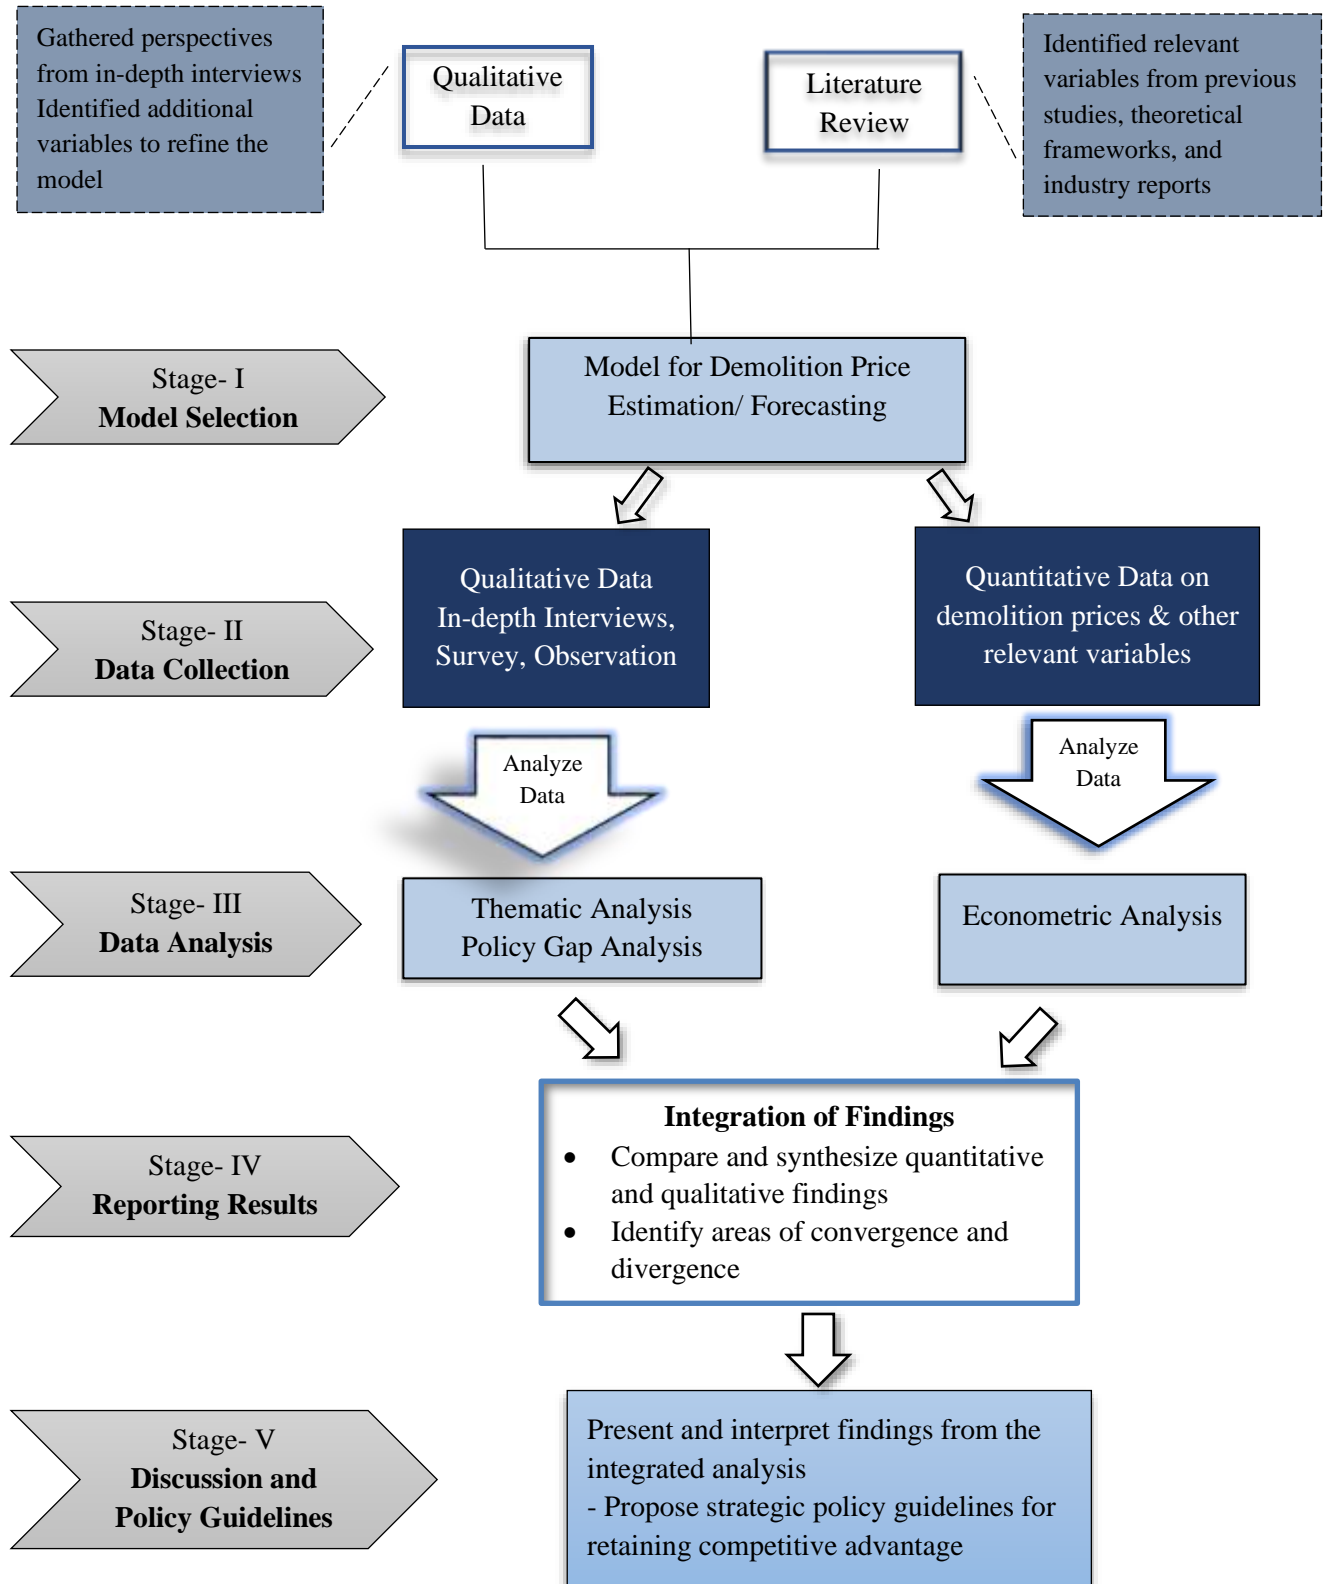 Gathered perspectives
from in-depth interviews
Identified additional
variables to refine the
model
Qualitative
Data
Literature
Review
Identified relevant
variables from previous
studies, theoretical
frameworks, and
industry reports
Stage- I
Model Selection
Model for Demolition Price
Estimation/ Forecasting
Stage- II
Data Collection
Qualitative Data
In-depth Interviews,
Survey, Observation
Quantitative Data on
demolition prices & other
relevant variables
Analyze
Data
Analyze
Data
Stage- III
Data Analysis
Thematic Analysis
Policy Gap Analysis
Econometric Analysis
Stage- IV
Reporting Results
Integration of Findings
• Compare and synthesize quantitative
and qualitative findings
• Identify areas of convergence and
divergence
Stage- V
Discussion and
Policy Guidelines
Present and interpret findings from the
integrated analysis
- Propose strategic policy guidelines for
retaining competitive advantage